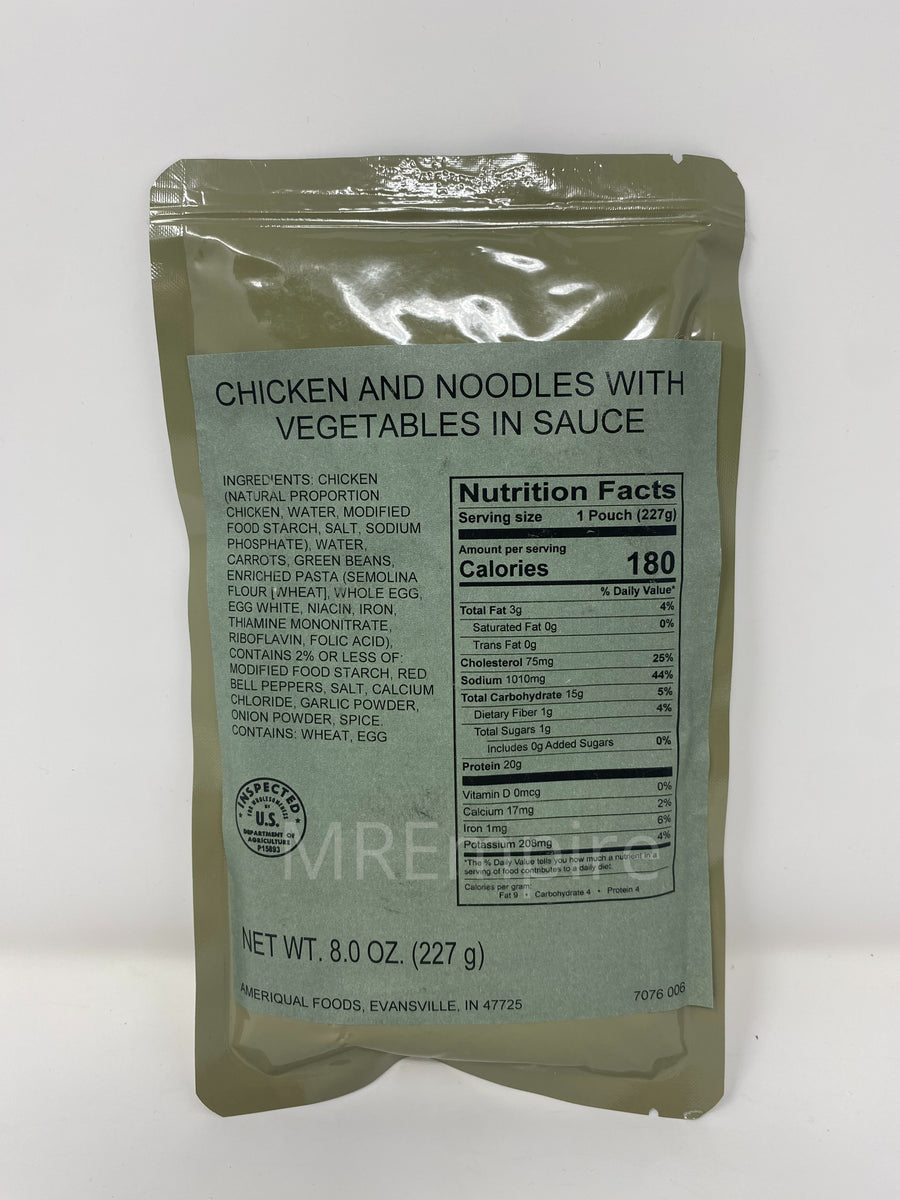 CHICKEN AND NOODLES WITH
VEGETABLES IN SAUCE
INGREDIENTS: CHICKEN
(NATURAL PROPORTION
CHICKEN, WATER, MODIFIED
FOOD STARCH, SALT, SODIUM
PHOSPHATE), WATER,
CARROTS, GREEN BEANS,
ENRICHED PASTA (SEMOLINA
FLOUR [WHEAT], WHOLE EGG,
EGG WHITE, NIACIN, IRON,
THIAMINE MONONITRATE,
RIBOFLAVIN, FOLIC ACID),
CONTAINS 2% OR LESS OF:
MODIFIED FOOD STARCH, RED
BELL PEPPERS, SALT, CALCIUM
CHLORIDE, GARLIC POWDER,
ONION POWDER, SPICE.
CONTAINS: WHEAT, EGG
Nutrition Facts
Serving size 1 Pouch (227g)
Amount per serving
Calories 180
% Daily Value*
Total Fat 3g 4%
Saturated Fat 0g 0%
Trans Fat 0g
Cholesterol 75mg 25%
Sodium 1010mg 44%
Total Carbohydrate 15g 5%
Dietary Fiber 1g 4%
Total Sugars 1g
Includes 0g Added Sugars 0%
Protein 20g
Vitamin D 0mcg 0%
Calcium 17mg 2%
Iron 1mg 6%
Potassium 208mg 4%
*The % Daily Value tells you how much a nutrient in a
serving of food contributes to a daily diet.
Calories per gram:
Fat 9 • Carbohydrate 4 • Protein 4
INSPECTED
FOR WHOLESOMENESS
BY
U.S.
DEPARTMENT OF
AGRICULTURE
P15893
MREmpire
NET WT. 8.0 OZ. (227 g)
AMERIQUAL FOODS, EVANSVILLE, IN 47725
7076 006